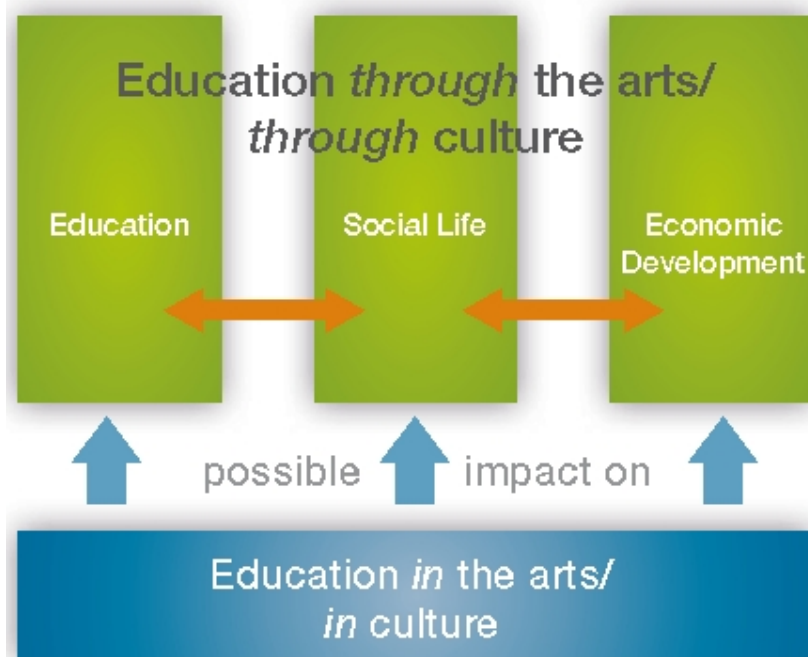 Education through the arts/
through culture
Education
Social Life
Economic
Development
possible
impact on
Education in the arts/
in culture